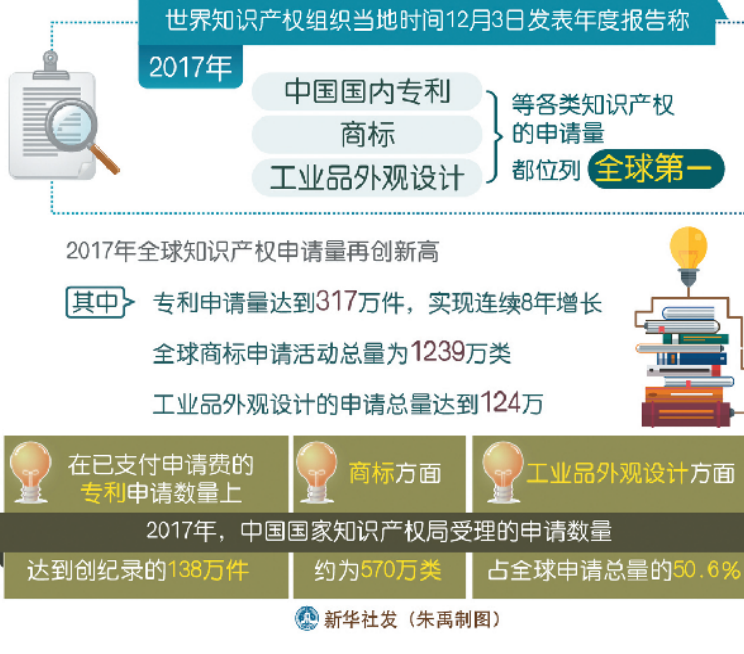 世界知识产权组织当地时间12月3日发表年度报告称
2017年
中国国内专利
商标
工业品外观设计
等各类知识产权
的申请量
都位列 全球第一
2017年全球知识产权申请量再创新高
其中
专利申请量达到317万件，实现连续8年增长
全球商标申请活动总量为1239万类
工业品外观设计的申请总量达到124万
在已支付申请费的
专利申请数量上
商标方面
工业品外观设计方面
2017年，中国国家知识产权局受理的申请数量
达到创纪录的138万件
约为570万类
占全球申请总量的50.6%
新华社发（朱禹制图）